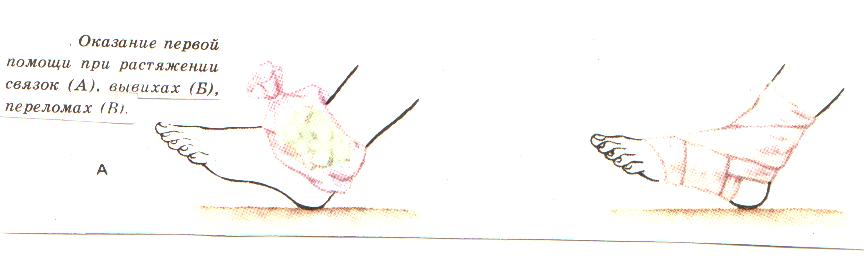 . Оказание первой
помощи при растяжении
связок (А), вывихах (Б),
переломах (В).
А